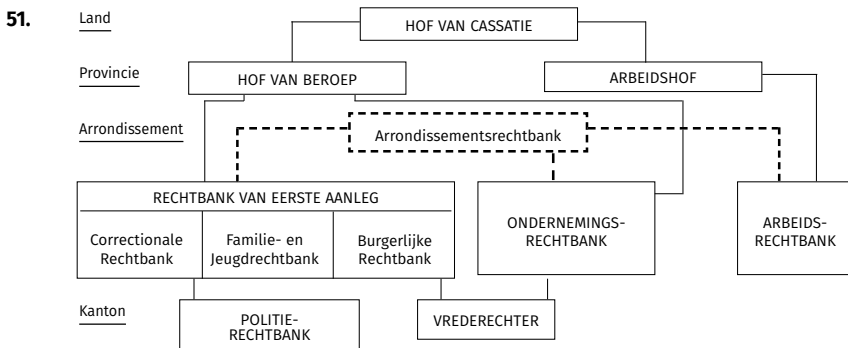 51.
Land
HOF VAN CASSATIE
Provincie
HOF VAN BEROEP
ARBEIDSHOF
Arrondissement
Arrondissementsrechtbank
RECHTBANK VAN EERSTE AANLEG
Correctionale
Rechtbank
Familie- en
Jeugdrechtbank
Burgerlijke
Rechtbank
ONDERNEMINGS-
RECHTBANK
ARBEIDS-
RECHTBANK
Kanton
POLITIE-
RECHTBANK
VREDERECHTER